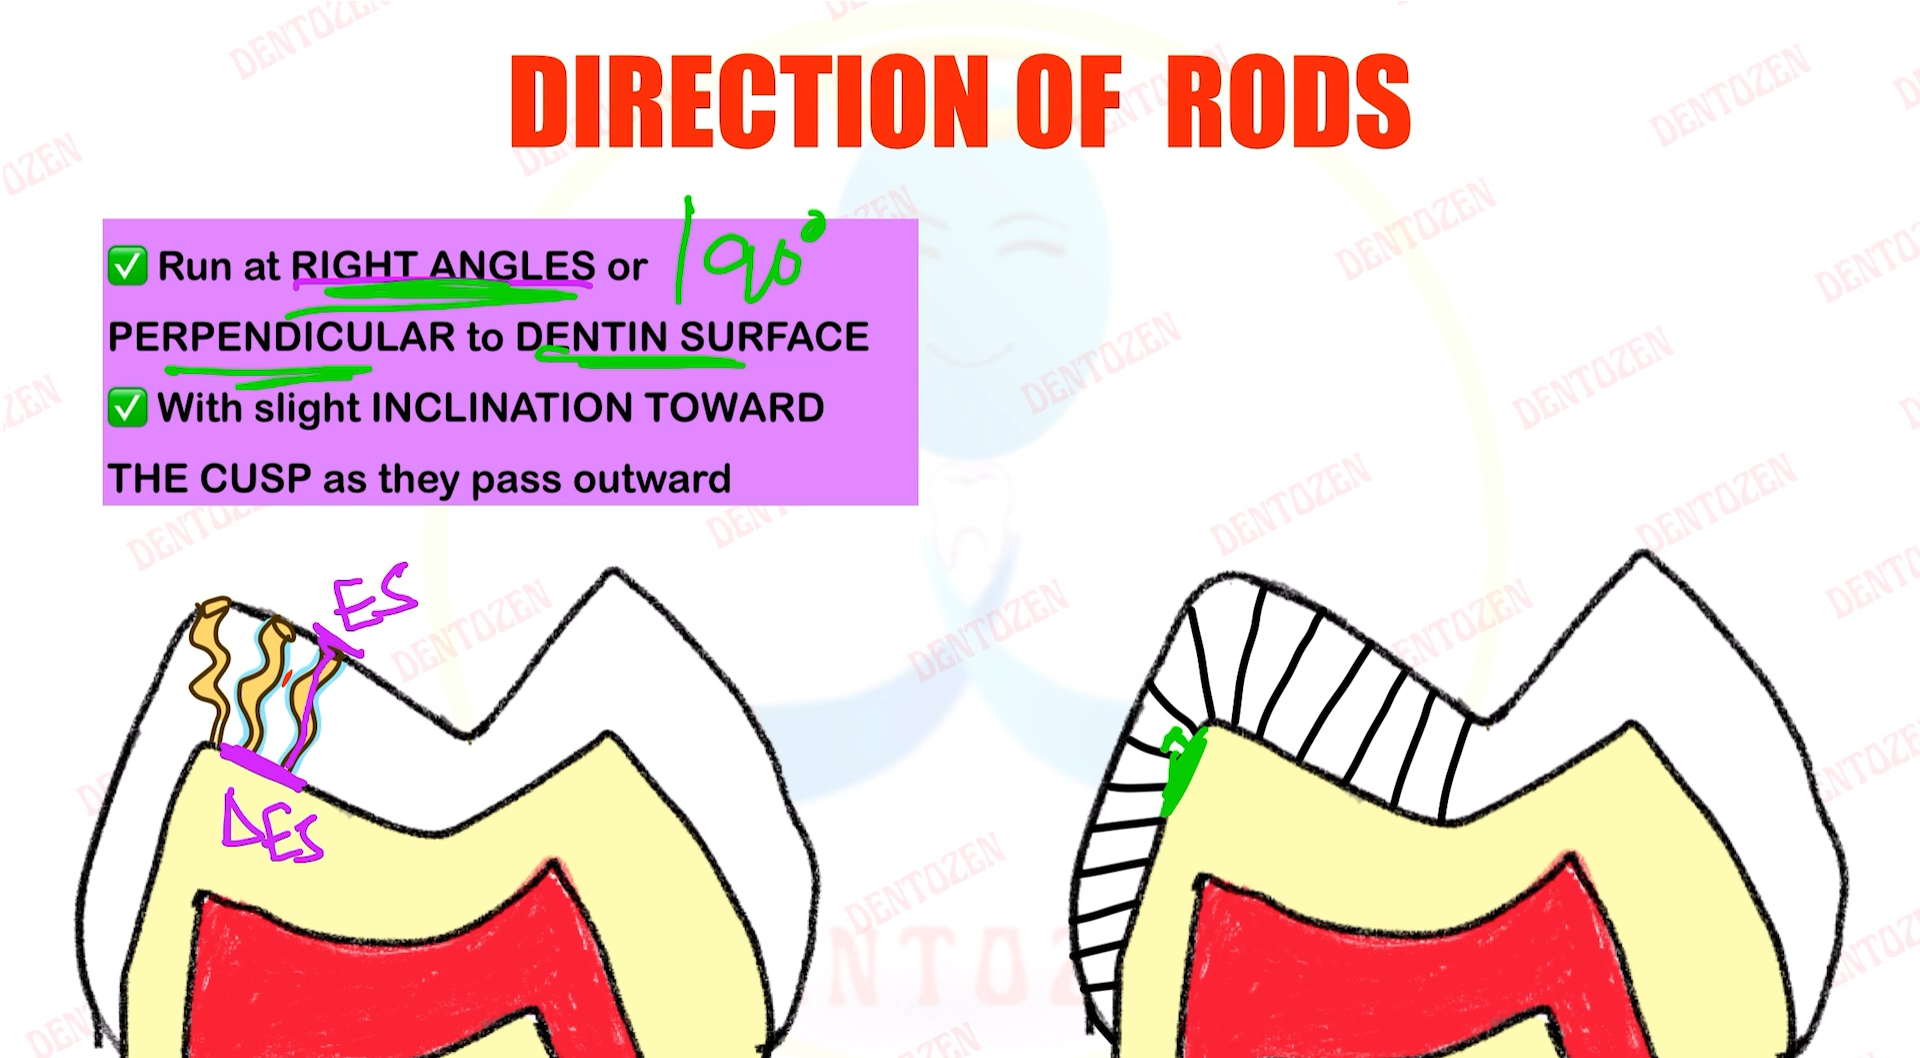 DIRECTION OF RODS
✅ Run at RIGHT ANGLES or 90°
PERPENDICULAR to DENTIN SURFACE
✅ With slight INCLINATION TOWARD
THE CUSP as they pass outward
ES
DES
DENTOZEN